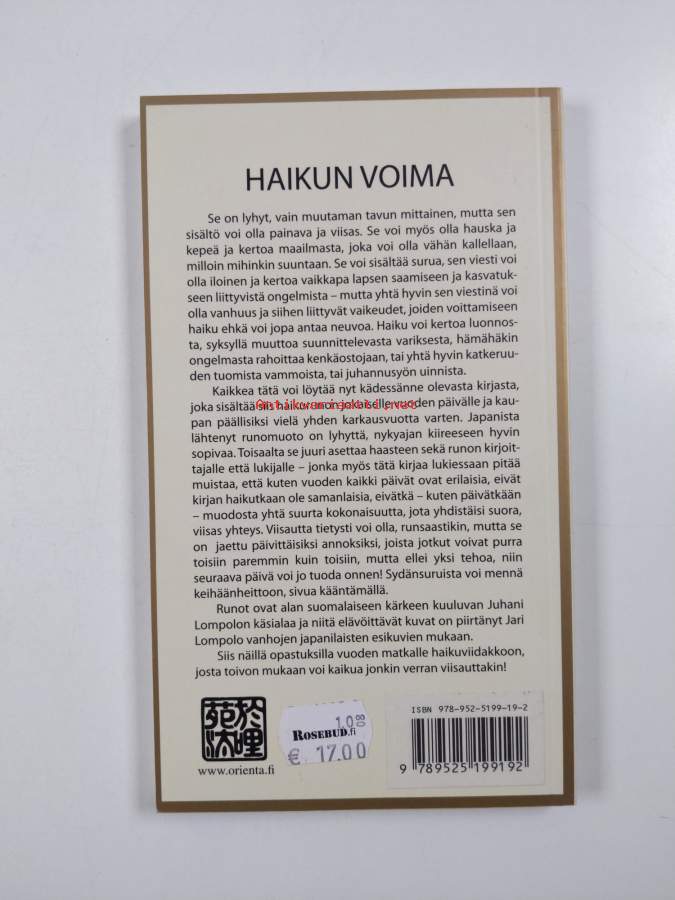 HAIKUN VOIMA
Se on lyhyt, vain muutaman tavun mittainen, mutta sen
sisältö voi olla painava ja viisas. Se voi myös olla hauska ja
kepeä ja kertoa maailmasta, joka voi olla vähän kallellaan,
milloin mihinkin suuntaan. Se voi sisältää surua, sen viesti voi
olla iloinen ja kertoa vaikkapa lapsen saamiseen ja kasvatuk-
seen liittyvistä ongelmista – mutta yhtä hyvin sen viestinä voi
olla vanhuus ja siihen liittyvät vaikeudet, joiden voittamiseen
haiku ehkä voi jopa antaa neuvoa. Haiku voi kertoa luonnos-
ta, syksyllä muuttoa suunnittelevasta variksesta, hämähäkin
ongelmasta rahoittaa kenkäostojaan, tai yhtä hyvin katkeruu-
den tuomista vammoista, tai juhannusyön uinnista.
Kaikkea tätä voi löytää nyt kädessänne olevasta kirjasta,
joka sisältää siis haikurunon jokaiselle vuoden päivälle ja kau-
pan päällisiksi vielä yhden karkausvuotta varten. Japanista
lähtenyt runomuoto on lyhyttä, nykyajan kiireeseen hyvin
sopivaa. Toisaalta se juuri asettaa haasteen sekä runon kirjoit-
tajalle että lukijalle – jonka myös tätä kirjaa lukiessaan pitää
muistaa, että kuten vuoden kaikki päivät ovat erilaisia, eivät
kirjan haikutkaan ole samanlaisia, eivätkä – kuten päivätkään
– muodosta yhtä suurta kokonaisuutta, jota yhdistäisi suora,
viisas yhteys. Viisautta tietysti voi olla, runsaastikin, mutta se
on jaettu päivittäisiksi annoksiksi, joista jotkut voivat purra
toisiin paremmin kuin toisiin, mutta ellei yksi tehoa, niin
seuraava päivä voi jo tuoda onnen! Sydänsuruista voi mennä
keihäänheittoon, sivua kääntämällä.
Runot ovat alan suomalaiseen kärkeen kuuluvan Juhani
Lompolon käsialaa ja niitä elävöittävät kuvat on piirtänyt Jari
Lompolo vanhojen japanilaisten esikuvien mukaan.
Siis näillä opastuksilla vuoden matkalle haikuviidakkoon,
josta toivon mukaan voi kaikua jonkin verran viisauttakin!
www.orienta.fi
1.0 08
ROSEBUD.fi
€ 17.00
ISBN 978-952-5199-19-2
9 789525 199192